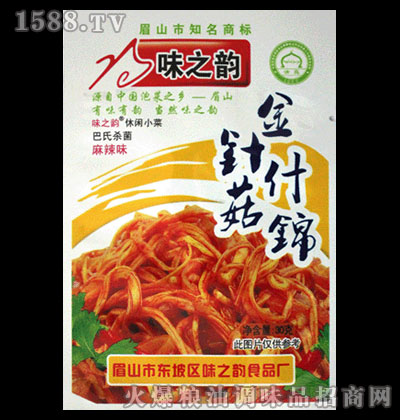 1588.TV
眉山市知名商标
味之韵
源自中国泡菜之乡 — 眉山
有味有韵 当然味之韵
味之韵®休闲小菜
巴氏杀菌
麻辣味
金针菇
什锦
净含量:30克
此图片仅供参考
眉山市东坡区味之韵食品厂
火爆粮油调味品招商网